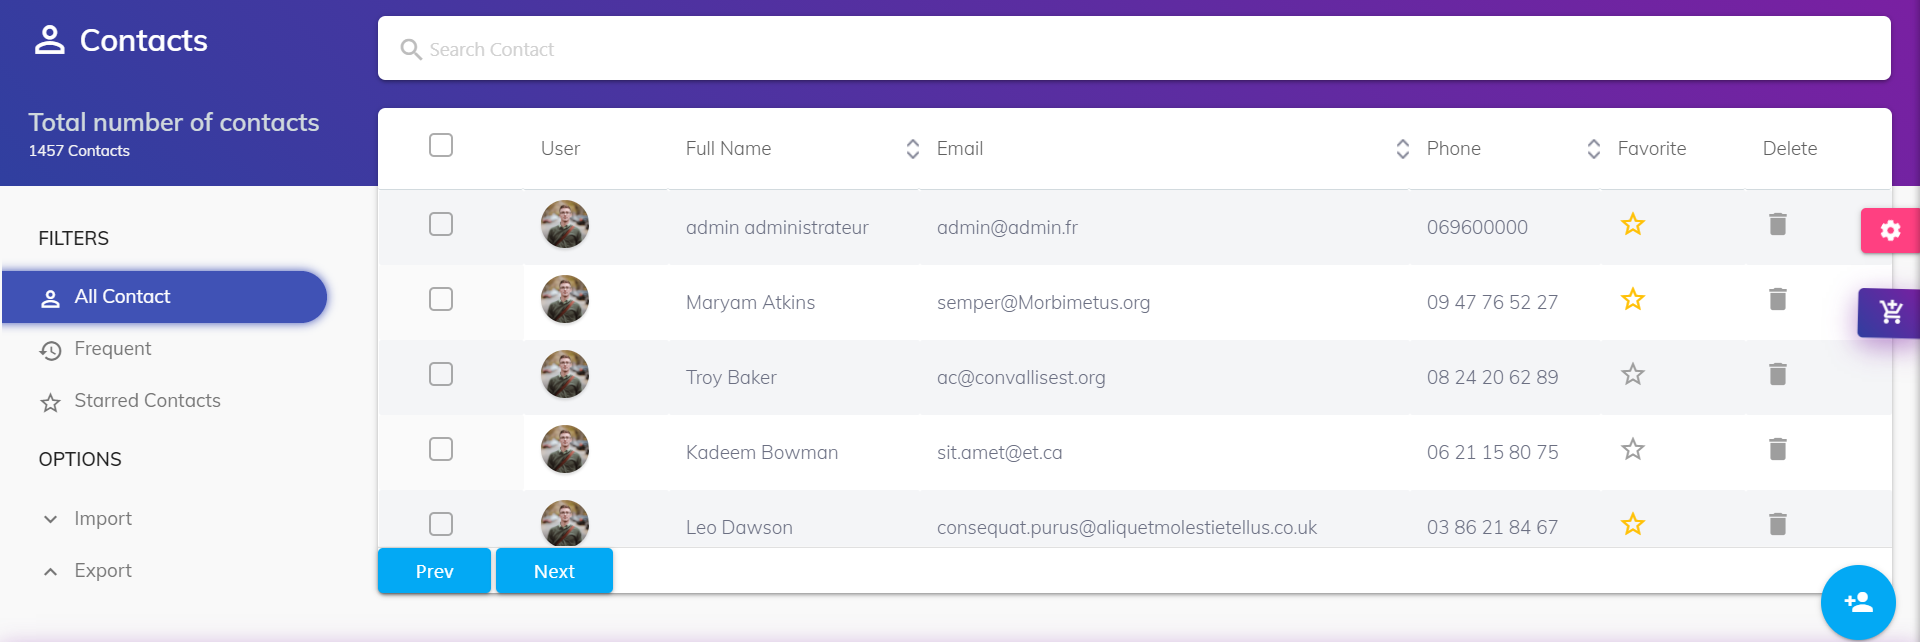 Contacts
Search Contact
Total number of contacts
1457 Contacts
User Full Name Email Phone Favorite Delete
admin administrateur admin@admin.fr 069600000
Maryam Atkins semper@Morbimetus.org 09 47 76 52 27
Troy Baker ac@convallisest.org 08 24 20 62 89
Kadeem Bowman sit.amet@et.ca 06 21 15 80 75
Leo Dawson consequat.purus@aliquetmolestietellus.co.uk 03 86 21 84 67
Prev Next
FILTERS
All Contact
Frequent
Starred Contacts
OPTIONS
Import
Export